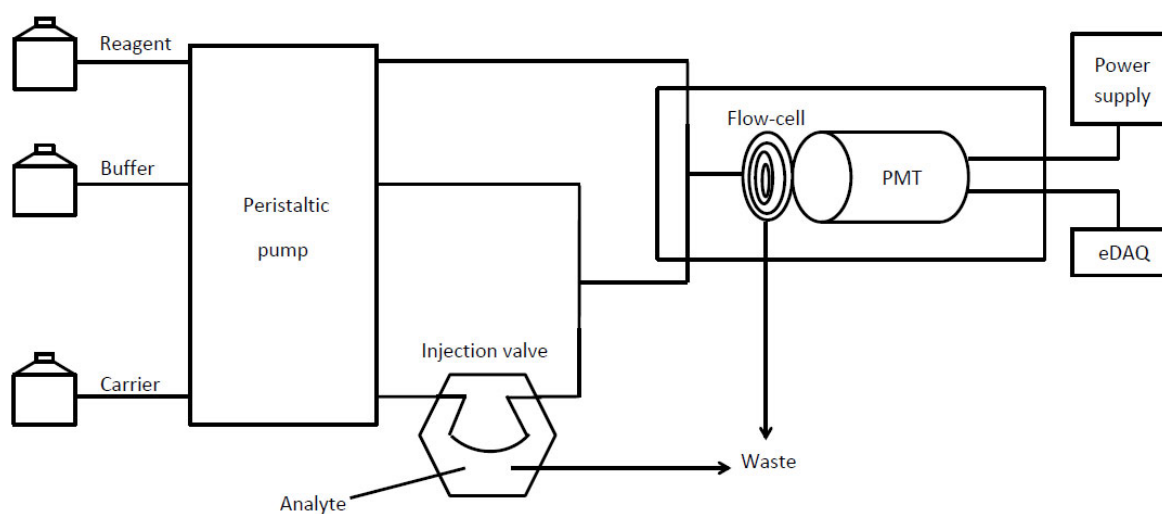 Reagent
Power
supply
Flow-cell
Buffer
PMT
Peristaltic
pump
eDAQ
Injection valve
Carrier
Waste
Analyte